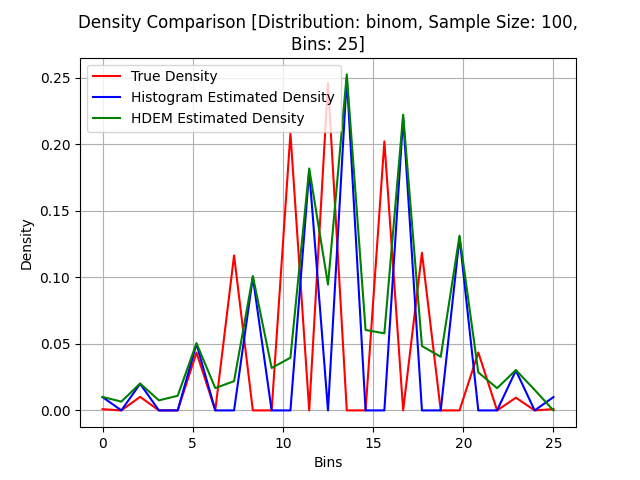 Density Comparison [Distribution: binom, Sample Size: 100,
Bins: 25]
True Density
Histogram Estimated Density
HDEM Estimated Density
Density
0.25
0.20
0.15
0.10
0.05
0.00
0 5 10 15 20 25
Bins